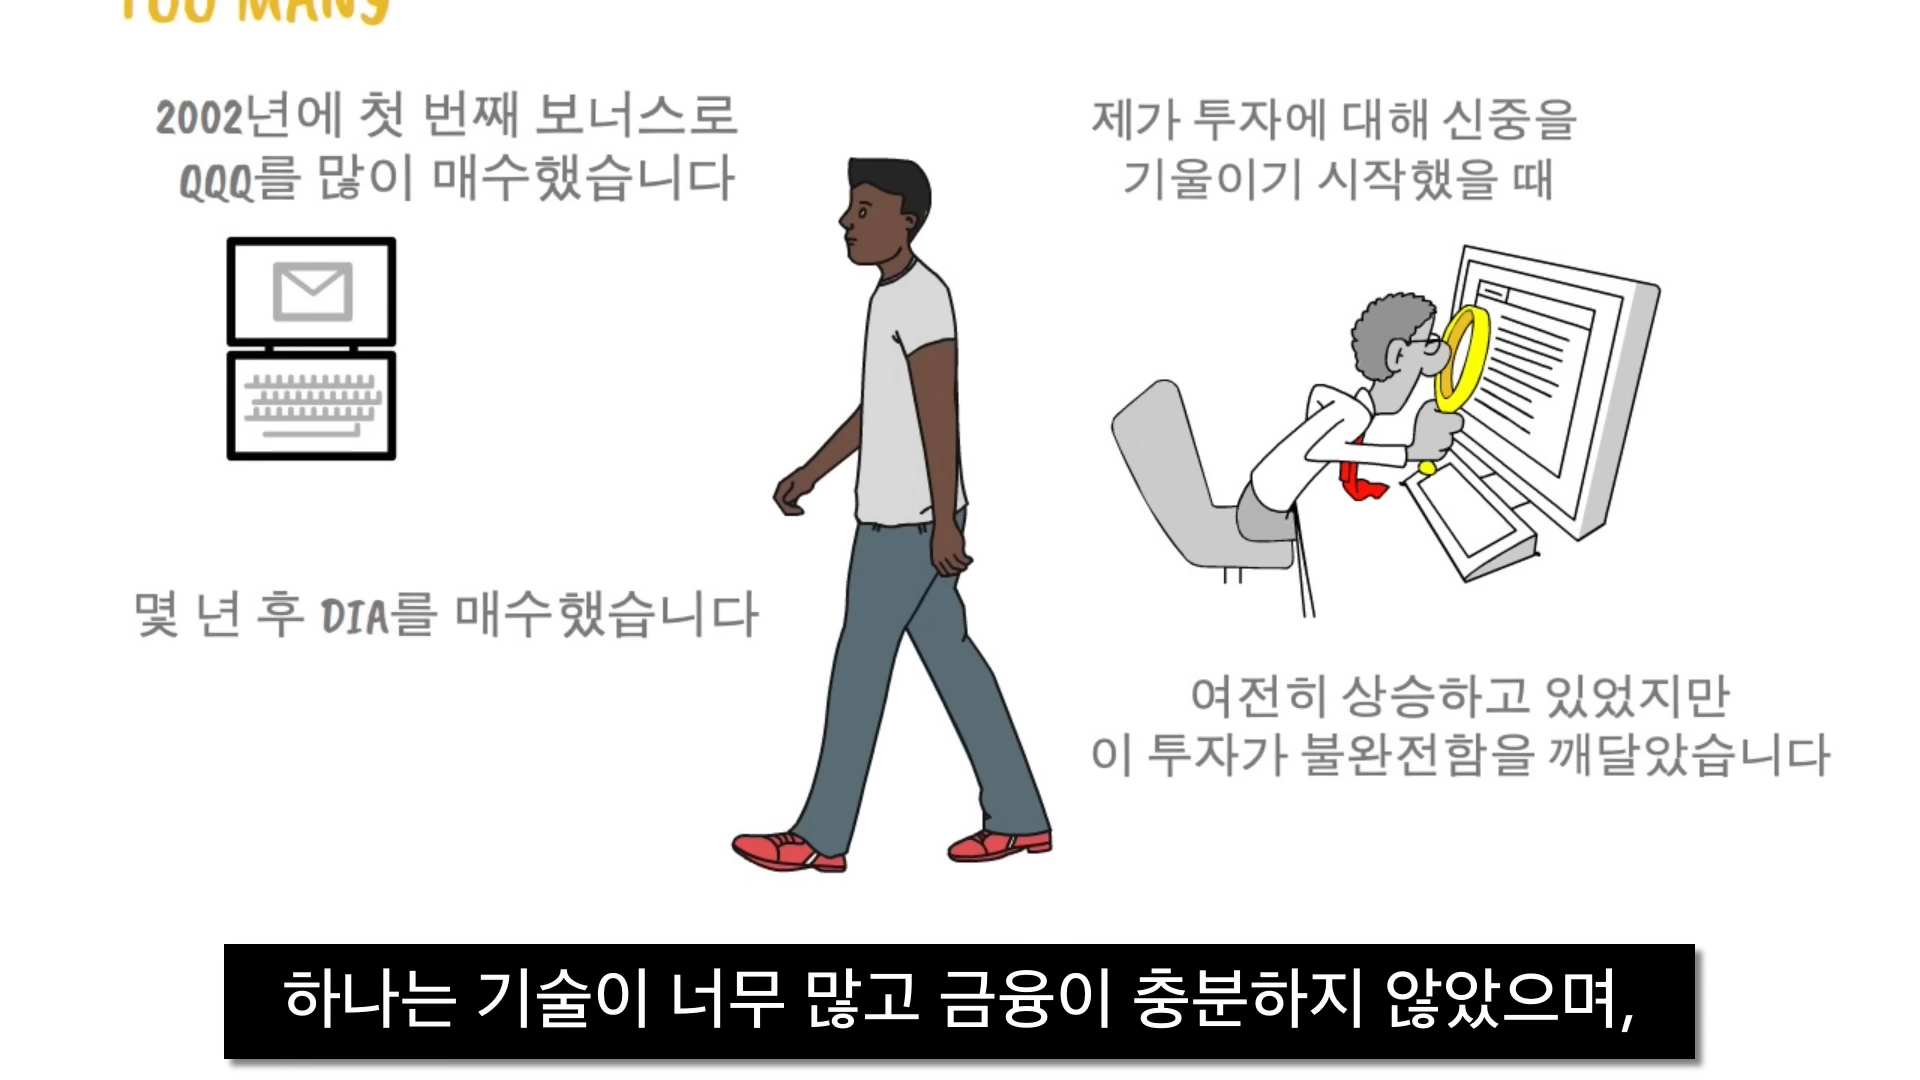 TOO MANY
2002년에 첫 번째 보너스로
QQQ를 많이 매수했습니다
몇 년 후 DIA를 매수했습니다
제가 투자에 대해 신중을
기울이기 시작했을 때
여전히 상승하고 있었지만
이 투자가 불완전함을 깨달았습니다
하나는 기술이 너무 많고 금융이 충분하지 않았으며,